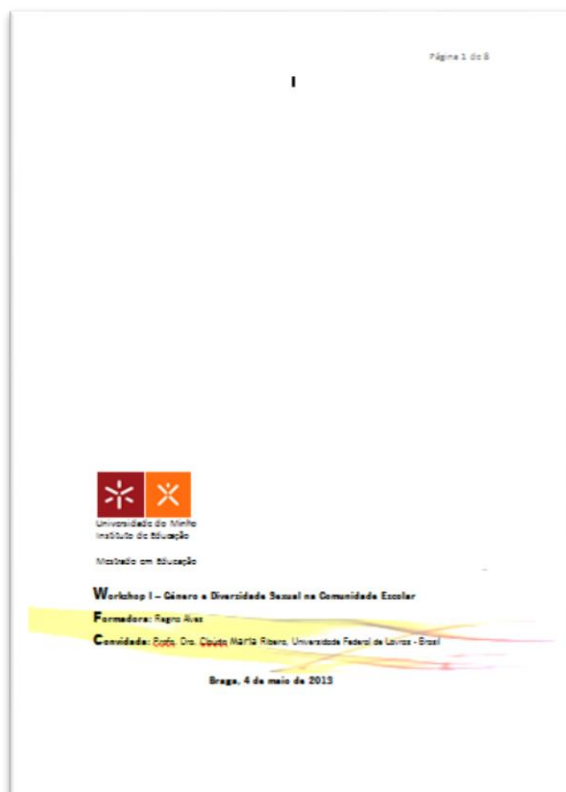 Página 1 de 8
I
Universidade do Minho
Instituto de Educação
Mestrado em Educação
Workshop I – Género e Diversidade Sexual na Comunidade Escolar
Formadora: Regina Alves
Convidada: Profa. Dra. Cláudia Maria Ribeiro, Universidade Federal de Lavras - Brasil
Braga, 4 de maio de 2013